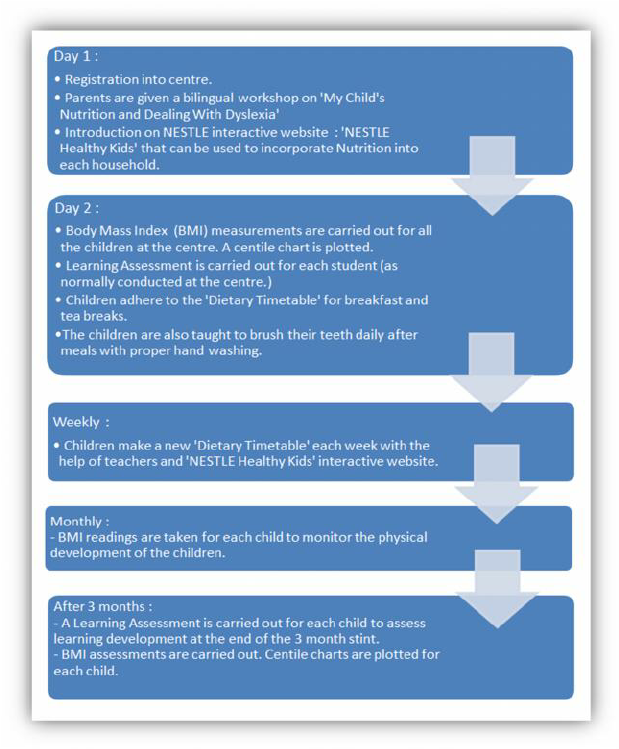 Day 1 :
• Registration into centre.
• Parents are given a bilingual workshop on 'My Child's
Nutrition and Dealing With Dyslexia'
• Introduction on NESTLE interactive website : 'NESTLE
Healthy Kids' that can be used to incorporate Nutrition into
each household.
Day 2 :
• Body Mass Index (BMI) measurements are carried out for all
the children at the centre. A centile chart is plotted.
• Learning Assessment is carried out for each student (as
normally conducted at the centre.)
• Children adhere to the 'Dietary Timetable' for breakfast and
tea breaks.
•The children are also taught to brush their teeth daily after
meals with proper hand washing.
Weekly :
• Children make a new 'Dietary Timetable' each week with the
help of teachers and 'NESTLE Healthy Kids' interactive website.
Monthly :
- BMI readings are taken for each child to monitor the physical
development of the children.
After 3 months :
- A Learning Assessment is carried out for each child to assess
learning development at the end of the 3 month stint.
- BMI assessments are carried out. Centile charts are plotted for
each child.